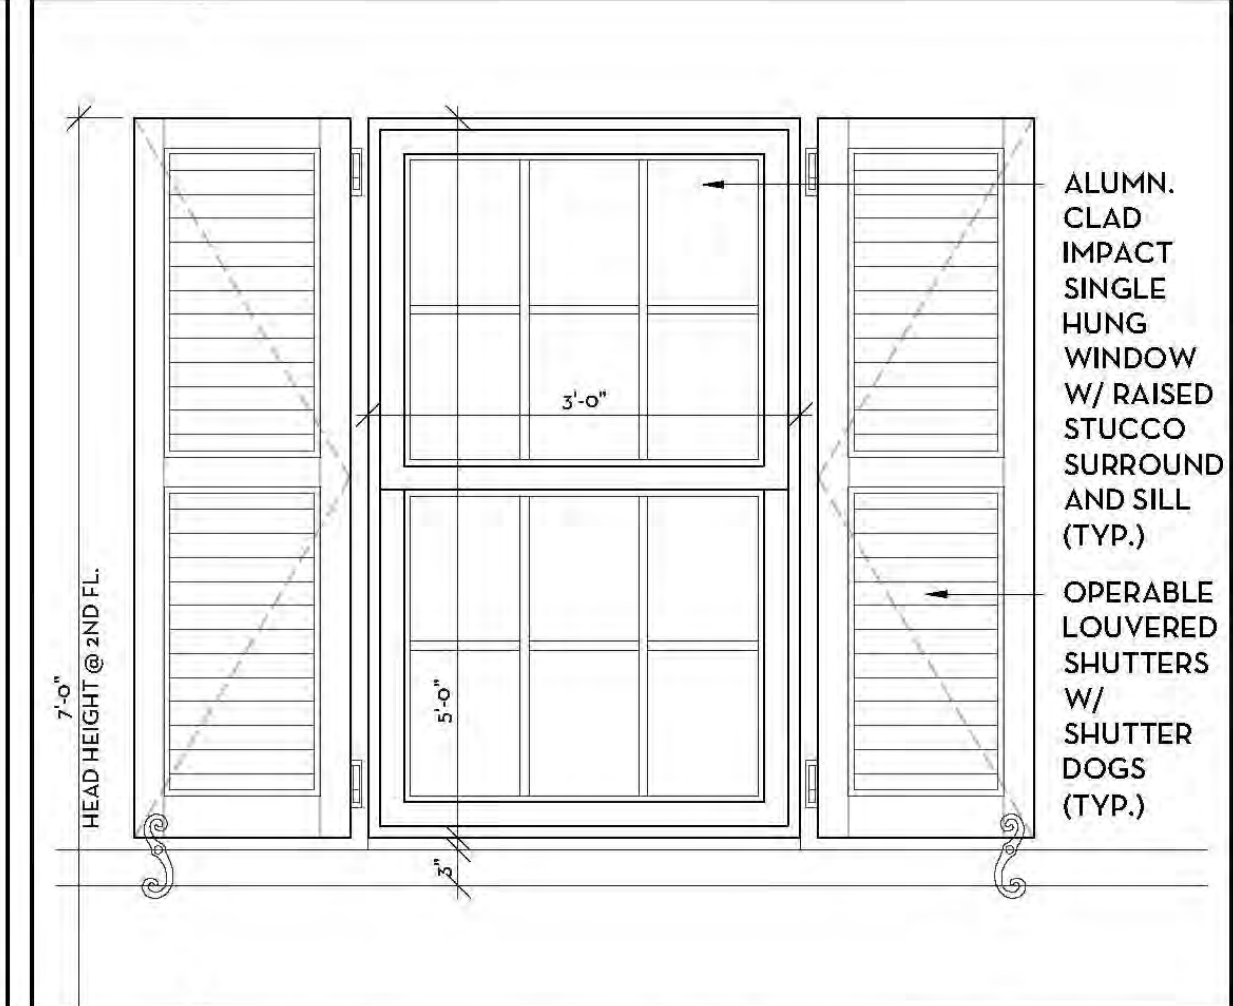 ALUMN.
CLAD
IMPACT
SINGLE
HUNG
WINDOW
W/ RAISED
STUCCO
SURROUND
AND SILL
(TYP.)
3'-0"
OPERABLE
LOUVERED
SHUTTERS
W/
SHUTTER
DOGS
(TYP.)
7'-0"
HEAD HEIGHT @ 2ND FL.
5'-0"
3"